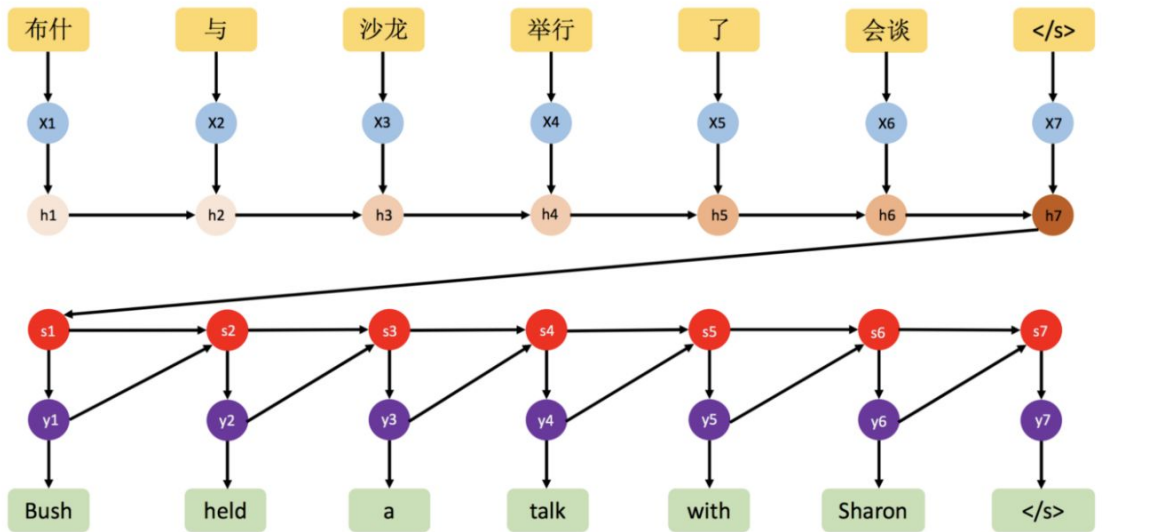 布什 与 沙龙 举行 了 会谈 </s>
X1 X2 X3 X4 X5 X6 X7
h1 h2 h3 h4 h5 h6 h7
s1 s2 s3 s4 s5 s6 s7
y1 y2 y3 y4 y5 y6 y7
Bush held a talk with Sharon </s>